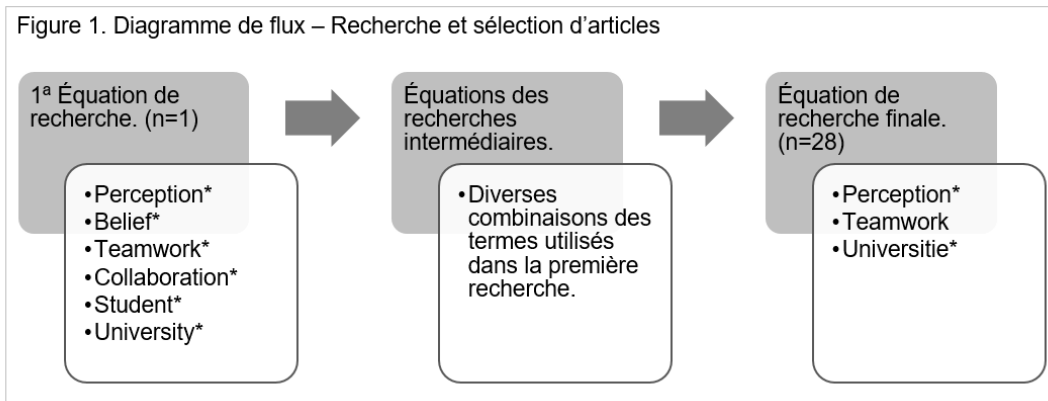 Figure 1. Diagramme de flux – Recherche et sélection d’articles
1ª Équation de
recherche. (n=1)
•Perception*
•Belief*
•Teamwork*
•Collaboration*
•Student*
•University*
Équations des
recherches
intermédiaires.
•Diverses
combinaisons des
termes utilisés
dans la première
recherche.
Équation de
recherche finale.
(n=28)
•Perception*
•Teamwork
•Universitie*